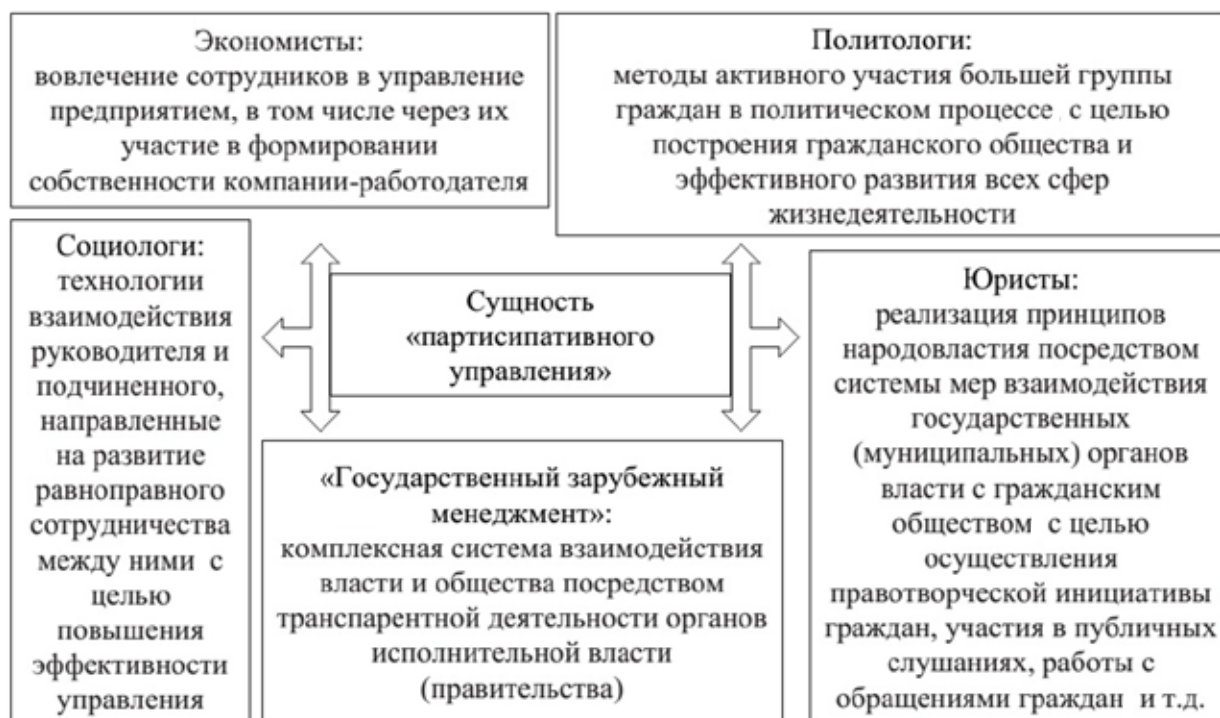 Экономисты:
вовлечение сотрудников в управление
предприятием, в том числе через их
участие в формировании
собственности компании-работодателя
Политологи:
методы активного участия большей группы
граждан в политическом процессе с целью
построения гражданского общества и
эффективного развития всех сфер
жизнедеятельности
Социологи:
технологии
взаимодействия
руководителя и
подчиненного,
направленные
на развитие
равноправного
сотрудничества
между ними с
целью
повышения
эффективности
управления
Сущность
«партисипативного
управления»
Юристы:
реализация принципов
народовластия посредством
системы мер взаимодействия
государственных
(муниципальных) органов
власти с гражданским
обществом с целью
осуществления
правотворческой инициативы
граждан, участия в публичных
слушаниях, работы с
обращениями граждан и т.д.
«Государственный зарубежный
менеджмент»:
комплексная система взаимодействия
власти и общества посредством
транспарентной деятельности органов
исполнительной власти
(правительства)